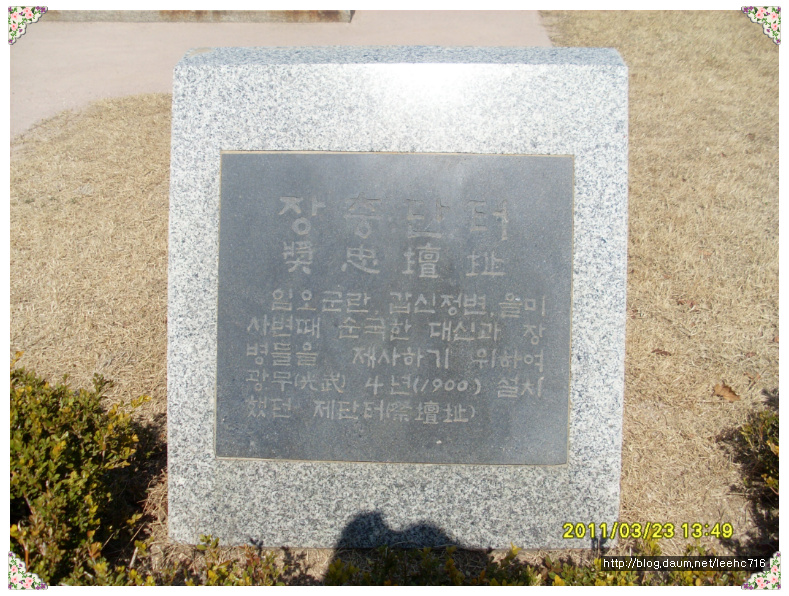 장충단터
奬忠壇址
임오군란, 갑신정변, 을미
사변때 순국한 대신과 장
병들을 제사하기 위하여
광무(光武) 4년(1900) 설치
했던 제단터(祭壇址)
2011/03/23 13:49
http://blog.daum.net/leehc716